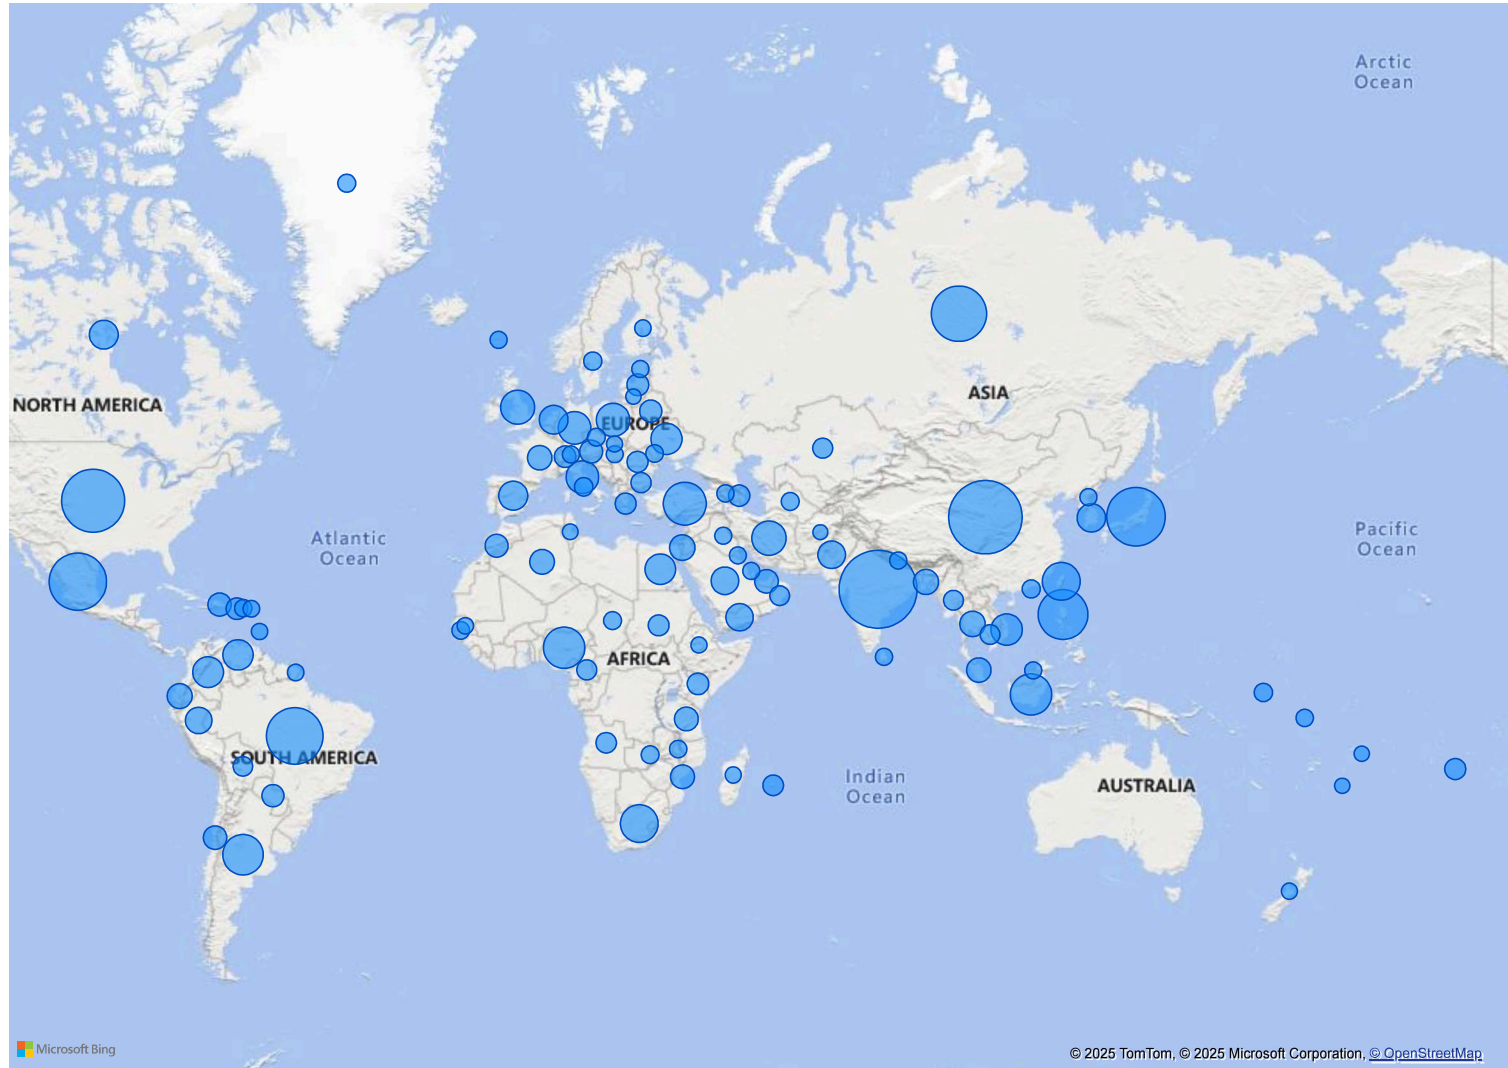 Arctic
Ocean
NORTH AMERICA
ASIA
EUROPE
Atlantic
Ocean
Pacific
Ocean
AFRICA
SOUTH AMERICA
Indian
Ocean
AUSTRALIA
Microsoft Bing
© 2025 TomTom, © 2025 Microsoft Corporation, © OpenStreetMap